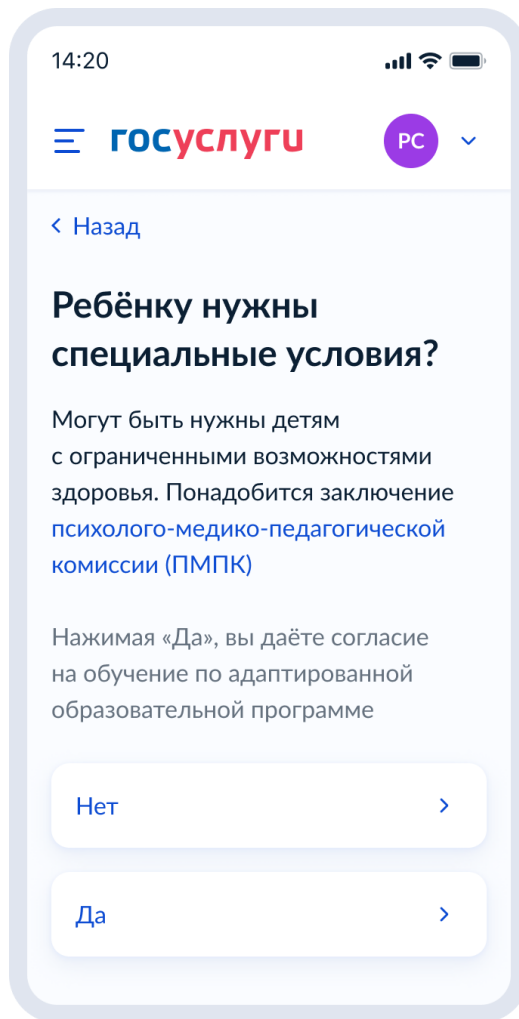 14:20
госуслуги
РС
Назад
Ребёнку нужны
специальные условия?
Могут быть нужны детям
с ограниченными возможностями
здоровья. Понадобится заключение
психолого-медико-педагогической
комиссии (ПМПК)
Нажимая «Да», вы даёте согласие
на обучение по адаптированной
образовательной программе
Нет
Да